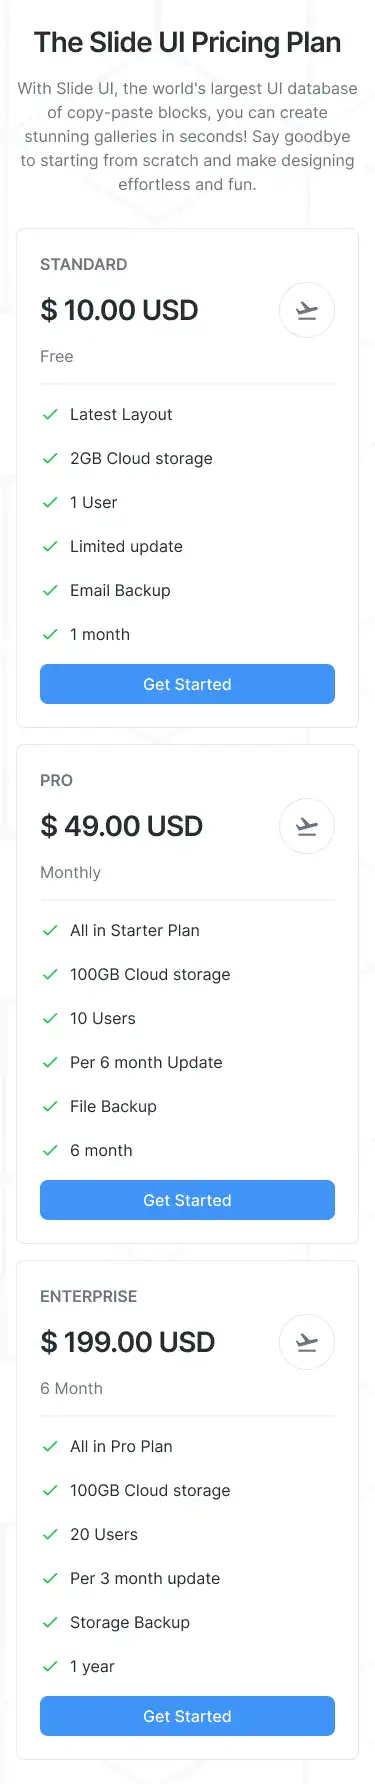 The Slide UI Pricing Plan
With Slide UI, the world's largest UI database
of copy-paste blocks, you can create
stunning galleries in seconds! Say goodbye
to starting from scratch and make designing
effortless and fun.
STANDARD
$ 10.00 USD
Free
Latest Layout
2GB Cloud storage
1 User
Limited update
Email Backup
1 month
Get Started
PRO
$ 49.00 USD
Monthly
All in Starter Plan
100GB Cloud storage
10 Users
Per 6 month Update
File Backup
6 month
Get Started
ENTERPRISE
$ 199.00 USD
6 Month
All in Pro Plan
100GB Cloud storage
20 Users
Per 3 month update
Storage Backup
1 year
Get Started